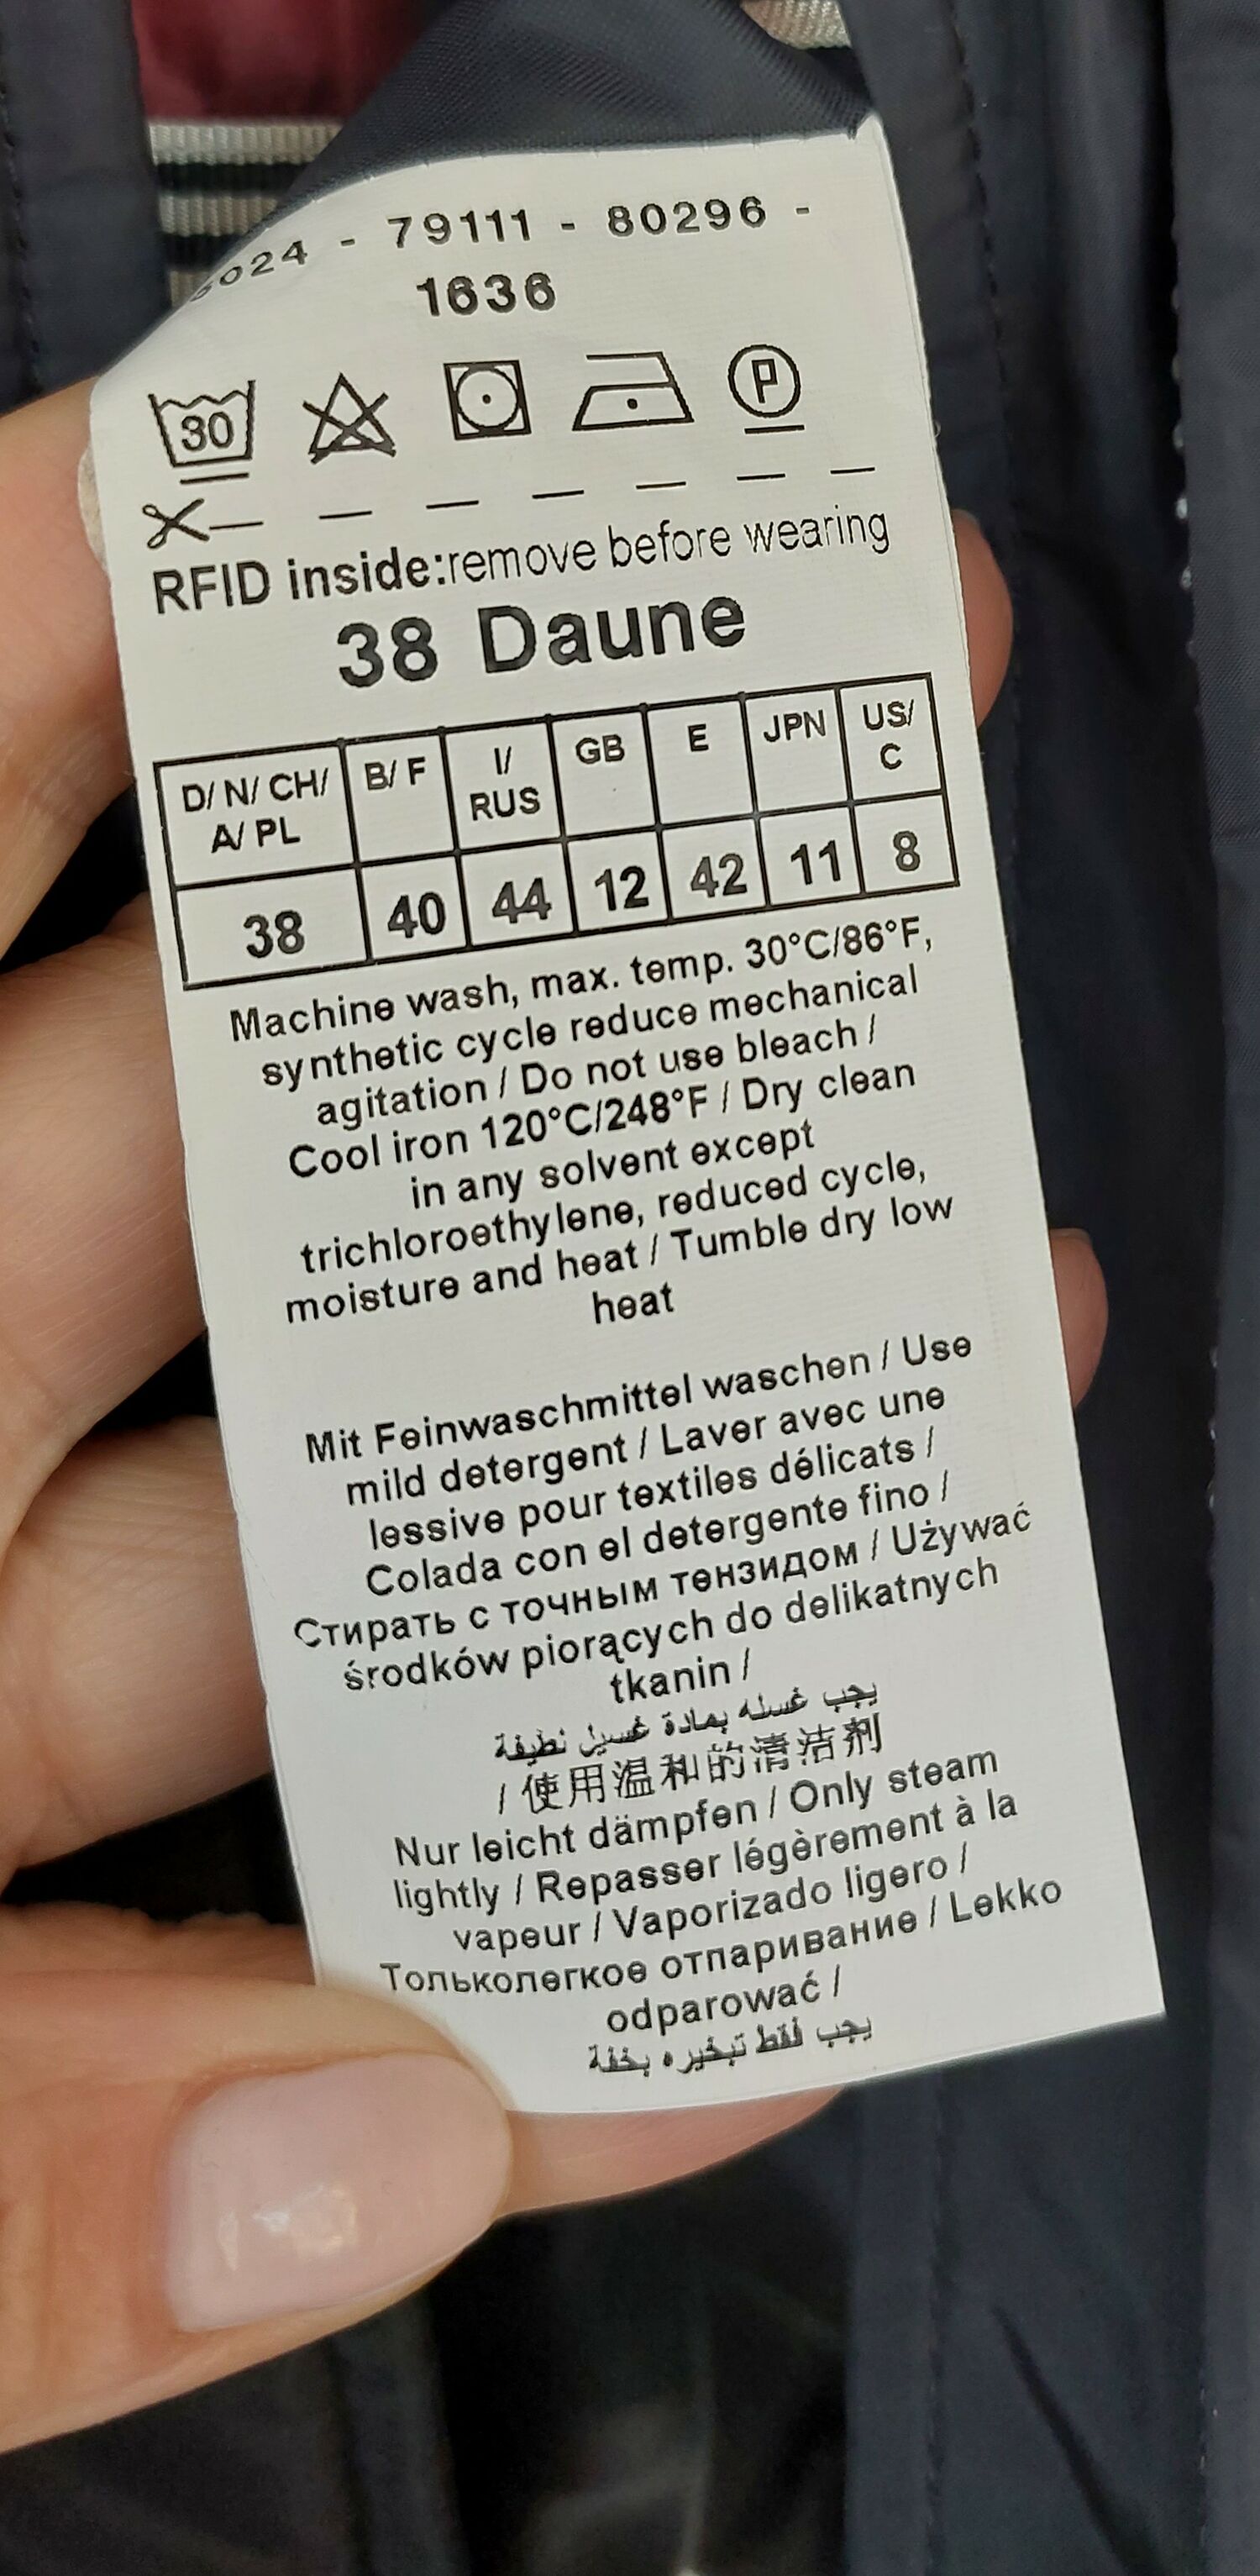 5024 - 79111 - 80296 -
1636
30
P
RFID inside:remove before wearing
38 Daune
D/ N/ CH/ A/ PL
B/ F
I/ RUS
GB
E
JPN
US/ C
38 40 44 12 42 11 8
Machine wash, max. temp. 30°C/86°F,
synthetic cycle reduce mechanical
agitation / Do not use bleach /
Cool iron 120°C/248°F / Dry clean
in any solvent except
trichloroethylene, reduced cycle,
moisture and heat / Tumble dry low
heat
Mit Feinwaschmittel waschen / Use
mild detergent / Laver avec une
lessive pour textiles délicats /
Colada con el detergente fino /
Стирать с точным тензидом / Używać
środków piorących do delikatnych
tkanin /
يجب غسله بمادة غسيل نظيفة
/ 使用温和的清洁剂
Nur leicht dämpfen / Only steam
lightly / Repasser légèrement à la
vapeur / Vaporizado ligero /
Тольколегкое отпаривание / Lekko
odparować /
يجب فقط تبخيره بخفة